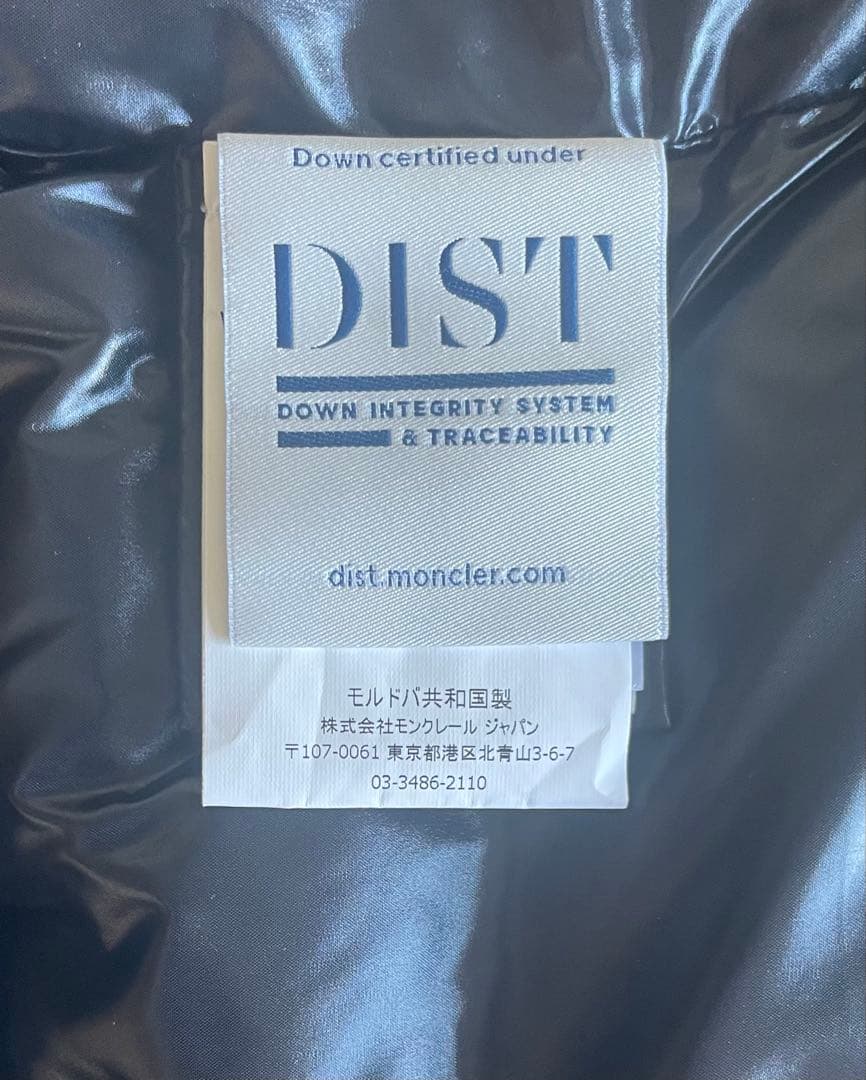 Down certified under
DIST
DOWN INTEGRITY SYSTEM
& TRACEABILITY
dist.moncler.com
モルドバ共和国製
株式会社モンクレール ジャパン
〒107-0061 東京都港区北青山3-6-7
03-3486-2110